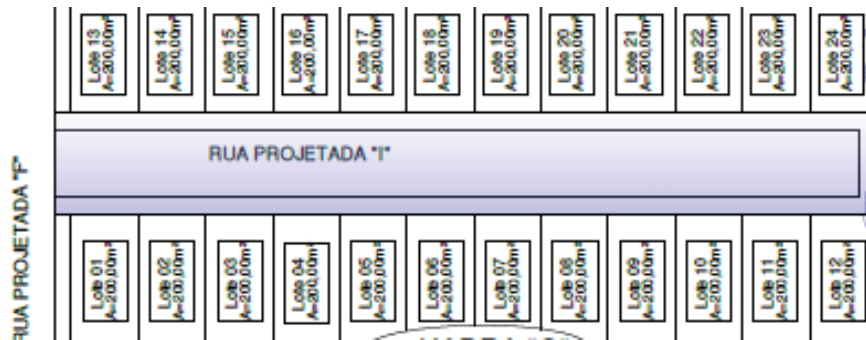 Lote 13
A=200,00m²
Lote 14
A=200,00m²
Lote 15
A=200,00m²
Lote 16
A=200,00m²
Lote 17
A=200,00m²
Lote 18
A=200,00m²
Lote 19
A=200,00m²
Lote 20
A=200,00m²
Lote 21
A=200,00m²
Lote 22
A=200,00m²
Lote 23
A=200,00m²
Lote 24
A=200,00m²
RUA PROJETADA "I"
RUA PROJETADA "F"
Lote 01
A=200,00m²
Lote 02
A=200,00m²
Lote 03
A=200,00m²
Lote 04
A=200,00m²
Lote 05
A=200,00m²
Lote 06
A=200,00m²
Lote 07
A=200,00m²
Lote 08
A=200,00m²
Lote 09
A=200,00m²
Lote 10
A=200,00m²
Lote 11
A=200,00m²
Lote 12
A=200,00m²